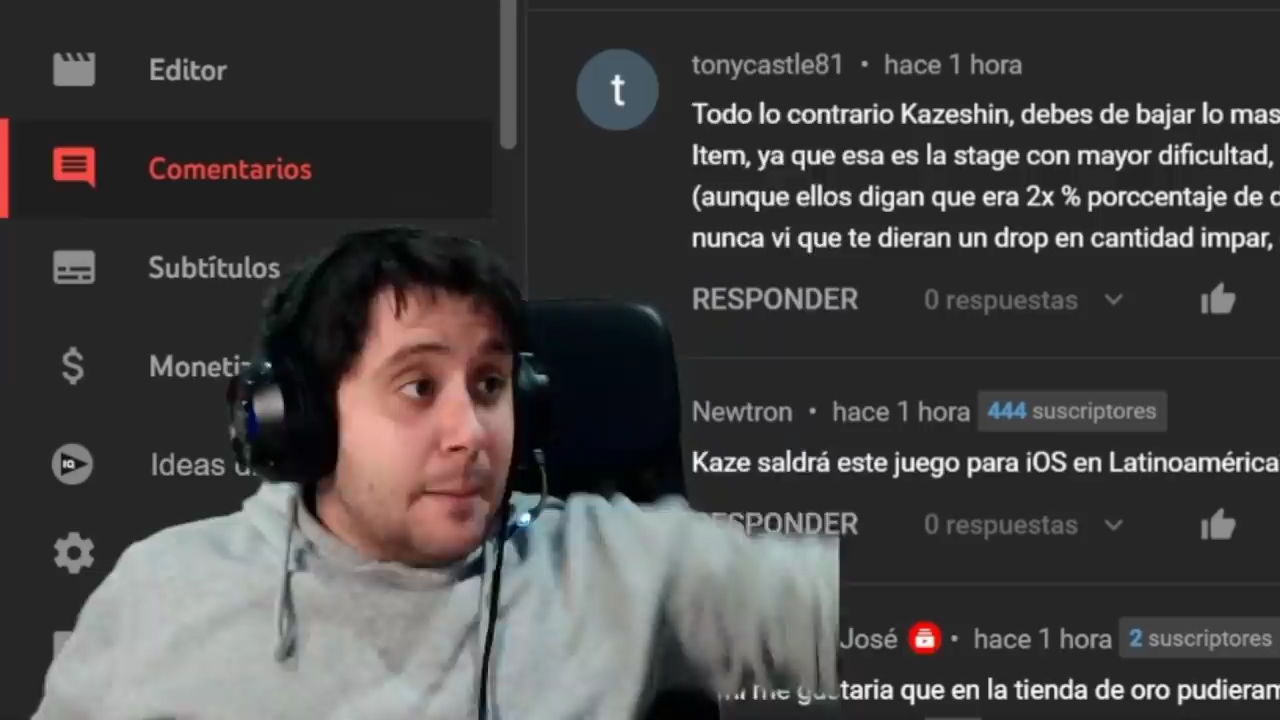 Editor
Comentarios
Subtítulos
Ideas
t
tonycastle81 • hace 1 hora
Todo lo contrario Kazeshin, debes de bajar lo mas
Item, ya que esa es la stage con mayor dificultad,
(aunque ellos digan que era 2x % porccentaje de
nunca vi que te dieran un drop en cantidad impar,
RESPONDER 0 respuestas
Newtron • hace 1 hora 444 suscriptores
Kaze saldrá este juego para iOS en Latinoamérica
RESPONDER 0 respuestas
José • hace 1 hora 2 suscriptores
me gustaria que en la tienda de oro pudieram